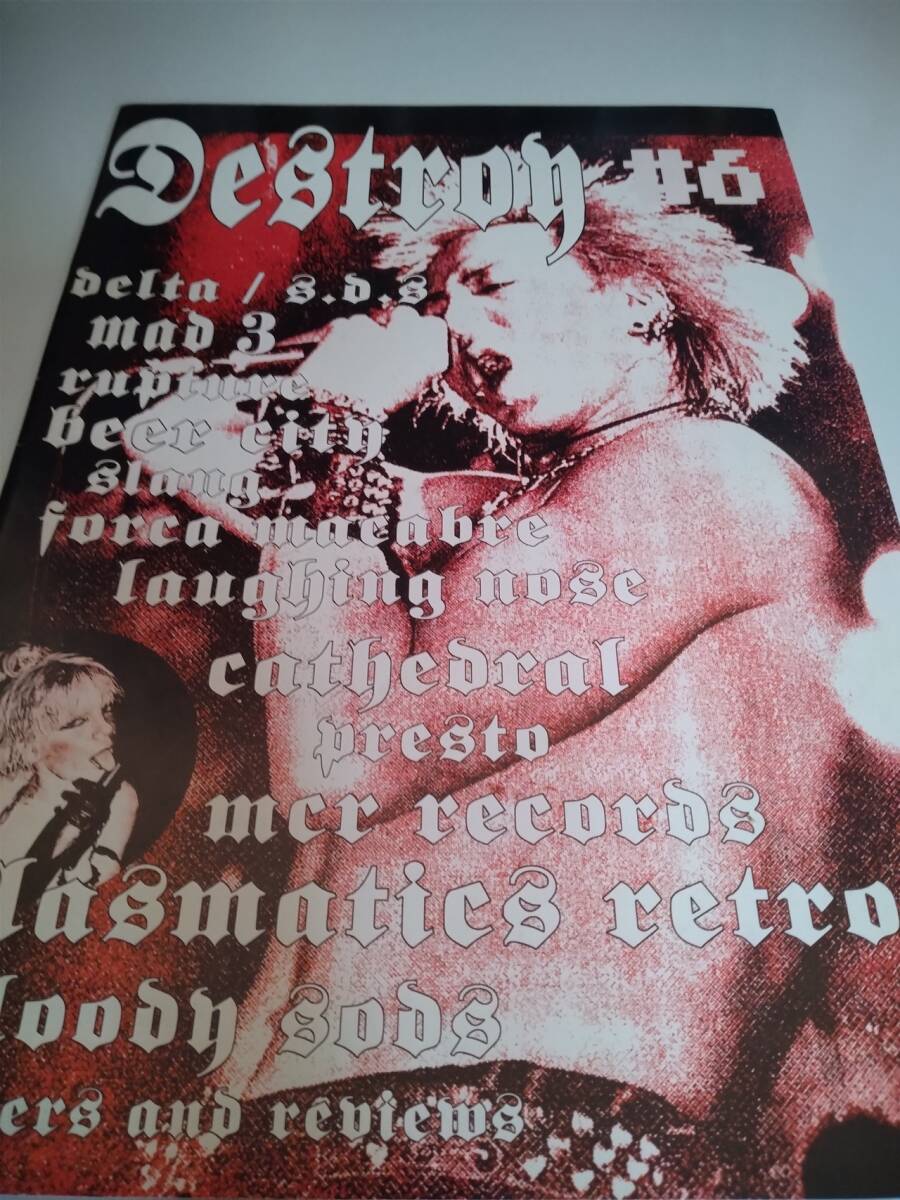 Destroy #6
delta / s.d.s
mad 3
rupture
beer city
slang
forca macabre
laughing nose
cathedral
presto
mcr records
lasmatics retro
loody sods
ers and reviews